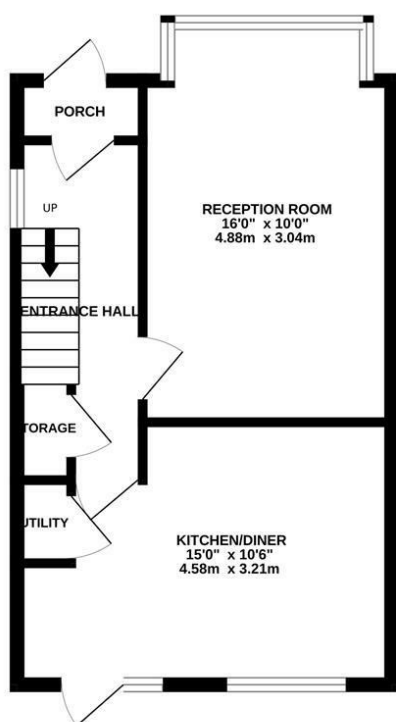 PORCH
UP
RECEPTION ROOM
16'0" x 10'0"
4.88m x 3.04m
ENTRANCE HALL
TORAGE
UTILITY
KITCHEN/DINER
15'0" x 10'6"
4.58m x 3.21m